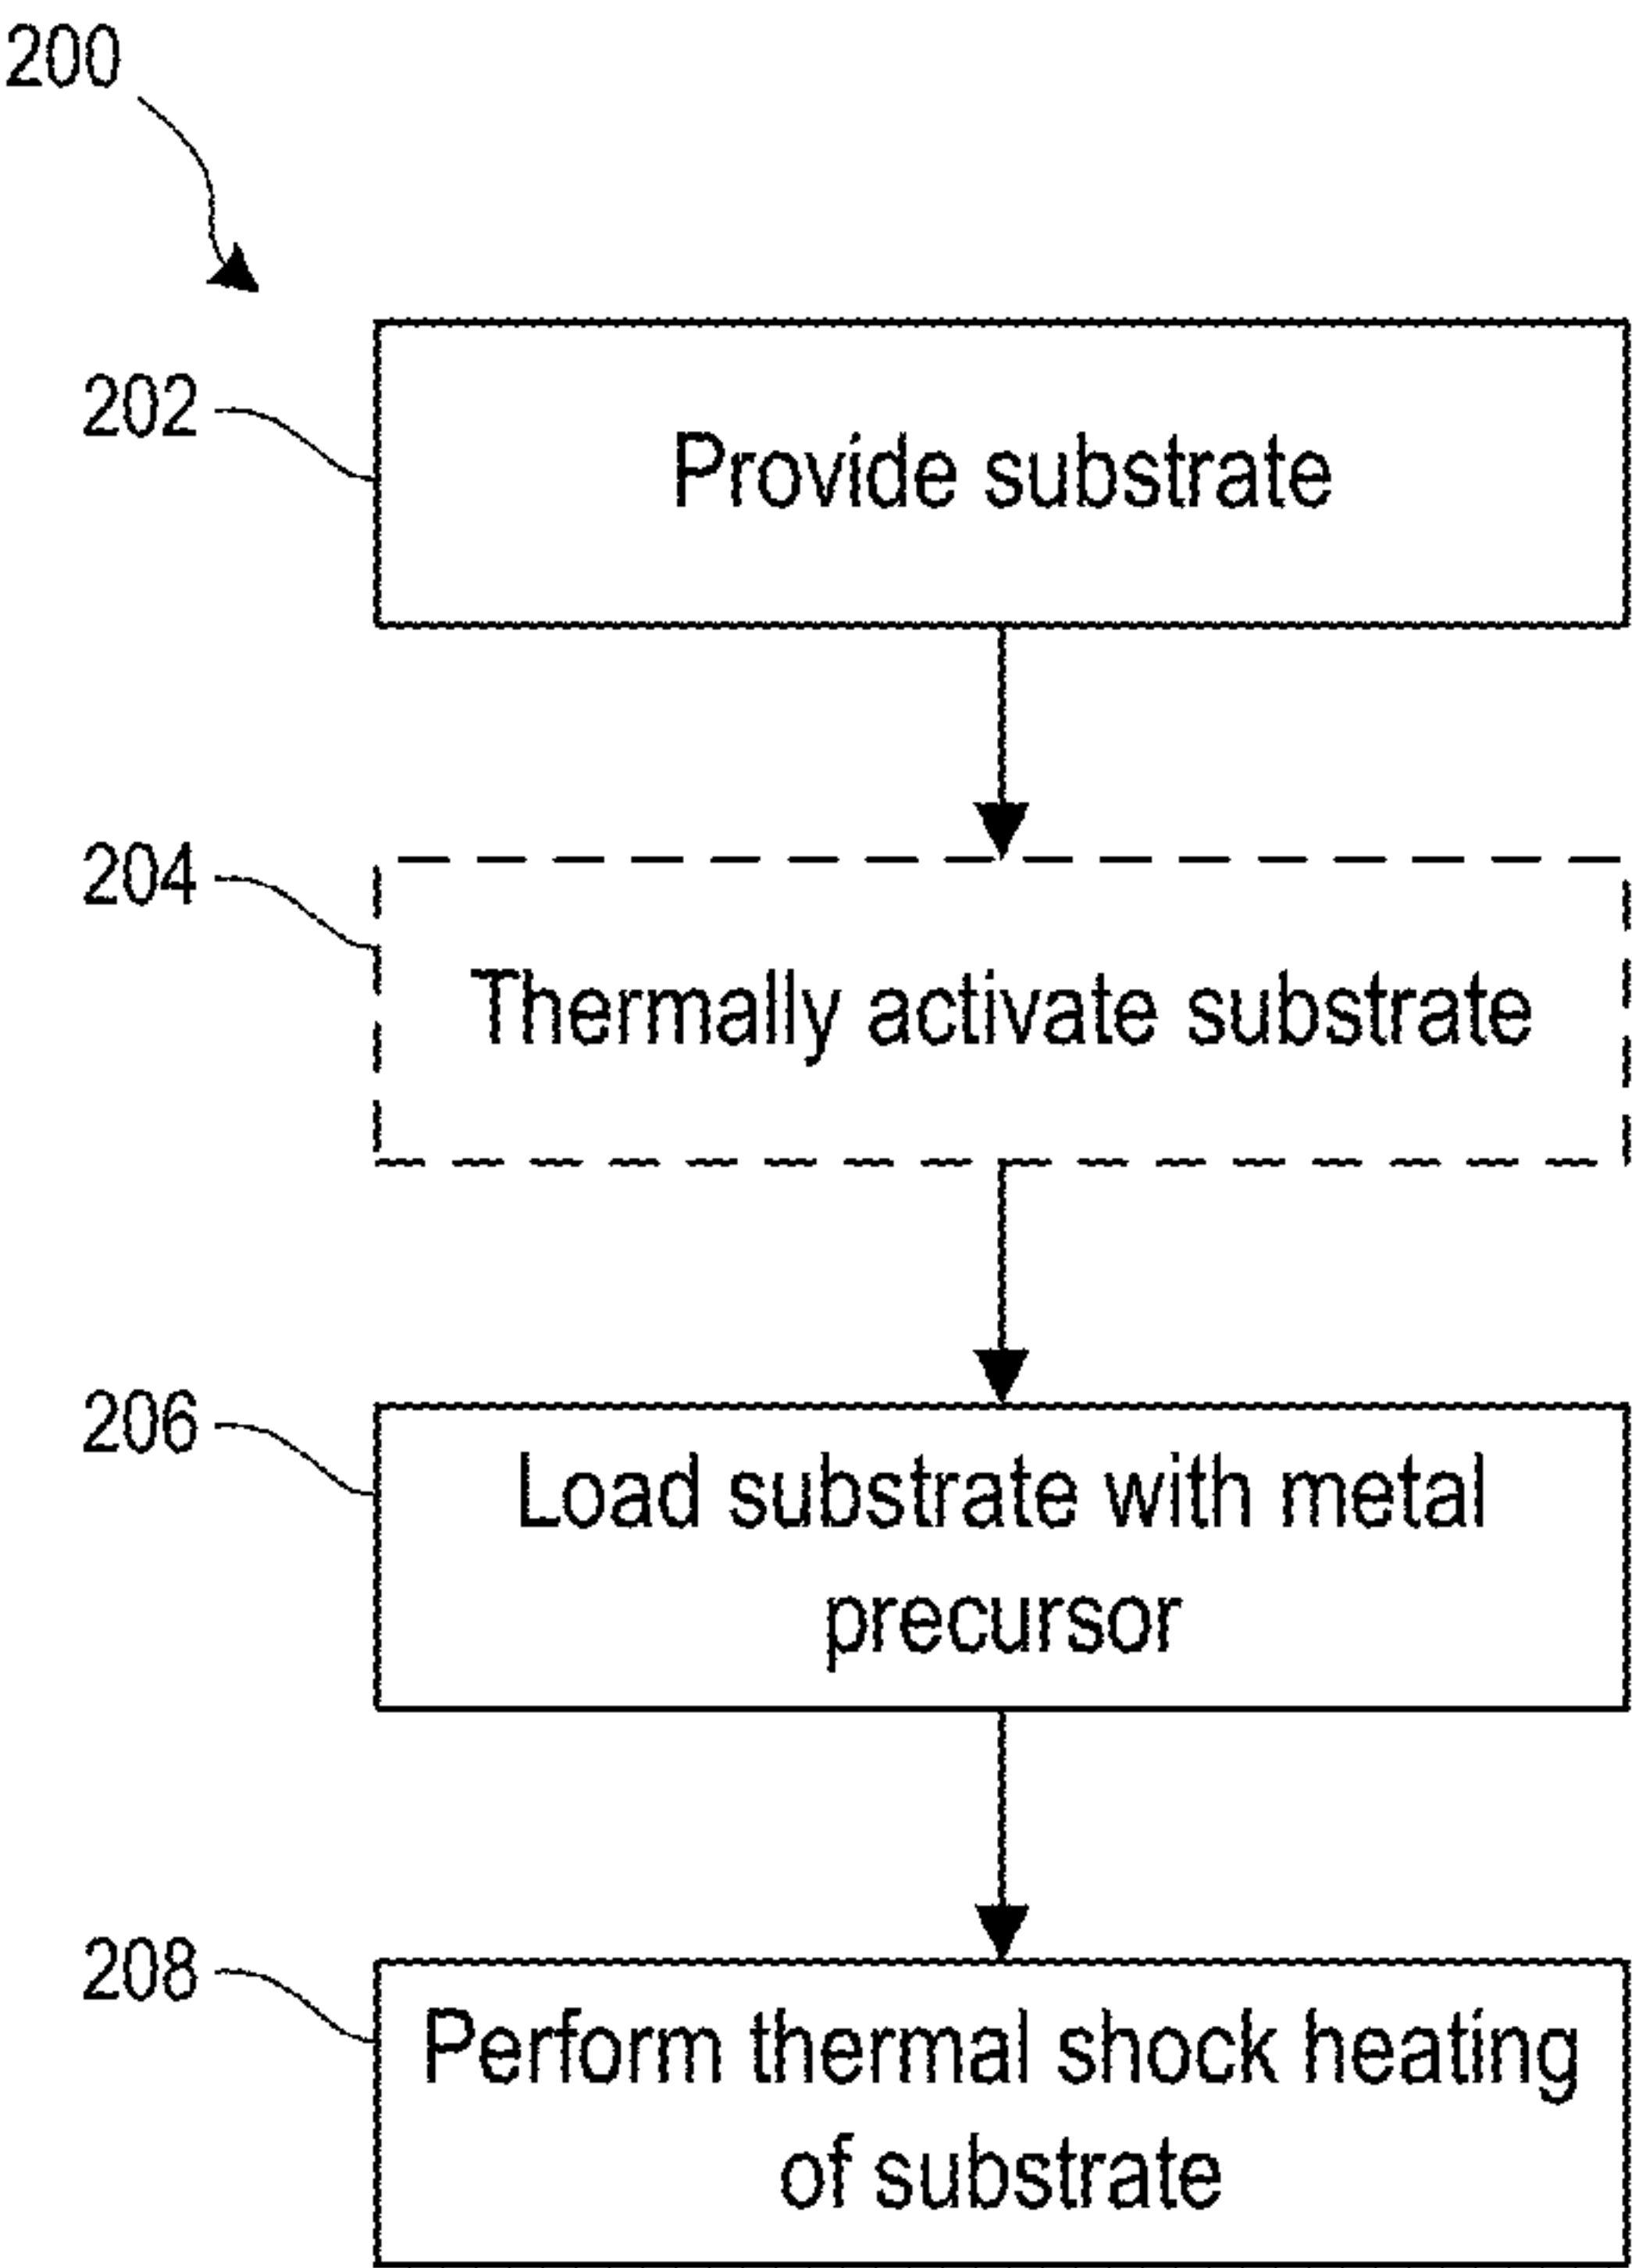 200
202
Provide substrate
204
Thermally activate substrate
206
Load substrate with metal
precursor
208
Perform thermal shock heating
of substrate